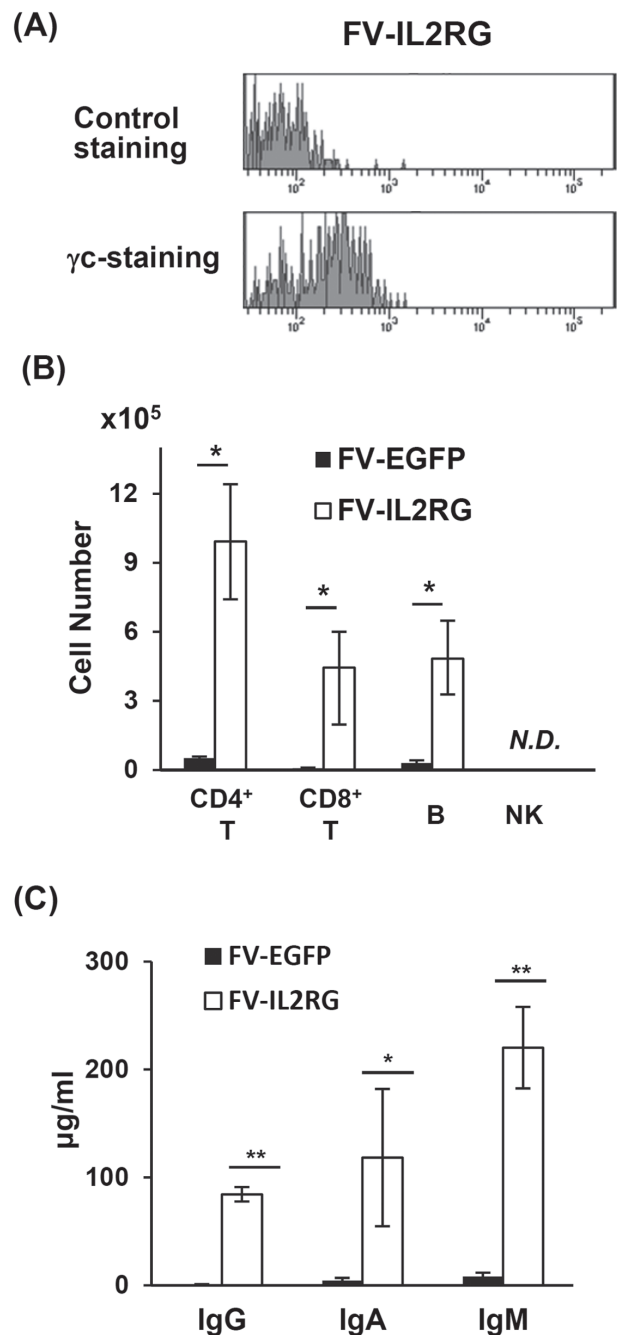 (A)
FV-IL2RG
Control
staining
10² 10³ 10⁴ 10⁵
γc-staining
10² 10³ 10⁴ 10⁵
(B)
x10⁵
* FV-EGFP
12 FV-IL2RG
9
* *
6
3
N.D.
0
Cell Number
CD4⁺ CD8⁺
T T B NK
(C)
300 FV-EGFP
**
FV-IL2RG
*
200
µg/ml
**
100
0
IgG IgA IgM